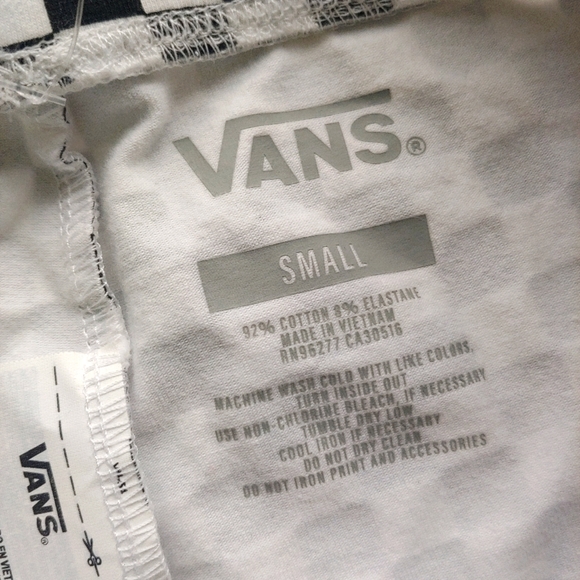 VANS®
SMALL
92% COTTON 8% ELASTANE
MADE IN VIETNAM
RN96277 CA30516
MACHINE WASH COLD WITH LIKE COLORS,
TURN INSIDE OUT
USE NON-CHLORINE BLEACH, IF NECESSARY
TUMBLE DRY LOW
COOL IRON IF NECESSARY
DO NOT DRY CLEAN
DO NOT IRON PRINT AND ACCESSORIES
VANS®
EN VIET